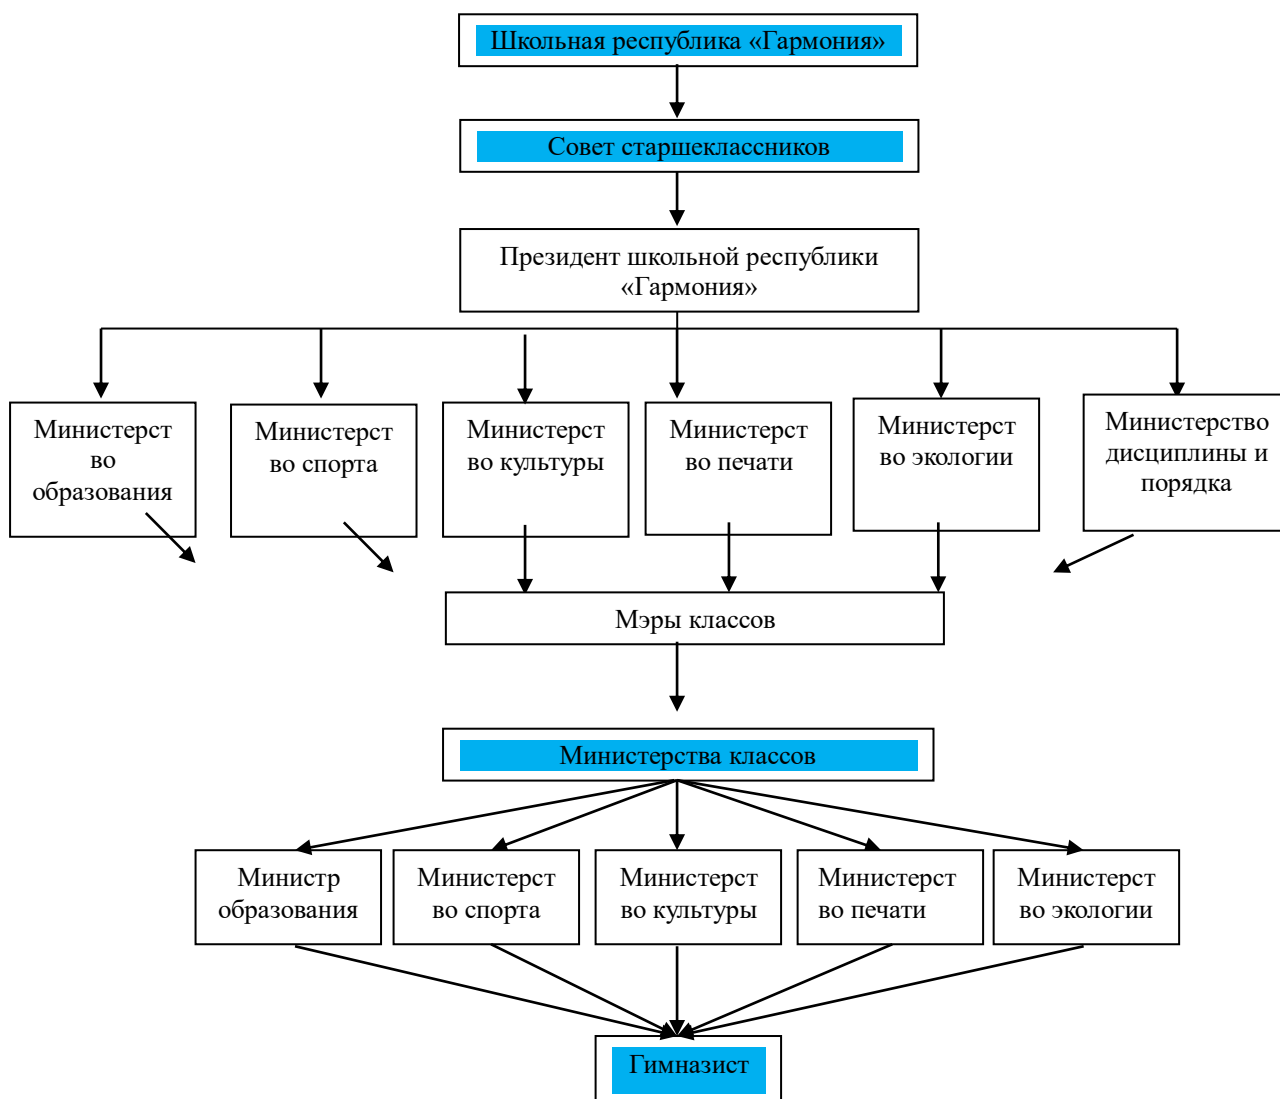 Школьная республика «Гармония»
Совет старшеклассников
Президент школьной республики
«Гармония»
Министерст
во
образования
Министерст
во спорта
Министерст
во культуры
Министерст
во печати
Министерст
во экологии
Министерство
дисциплины и
порядка
Мэры классов
Министерства классов
Министр
образования
Министерст
во спорта
Министерст
во культуры
Министерст
во печати
Министерст
во экологии
Гимназист